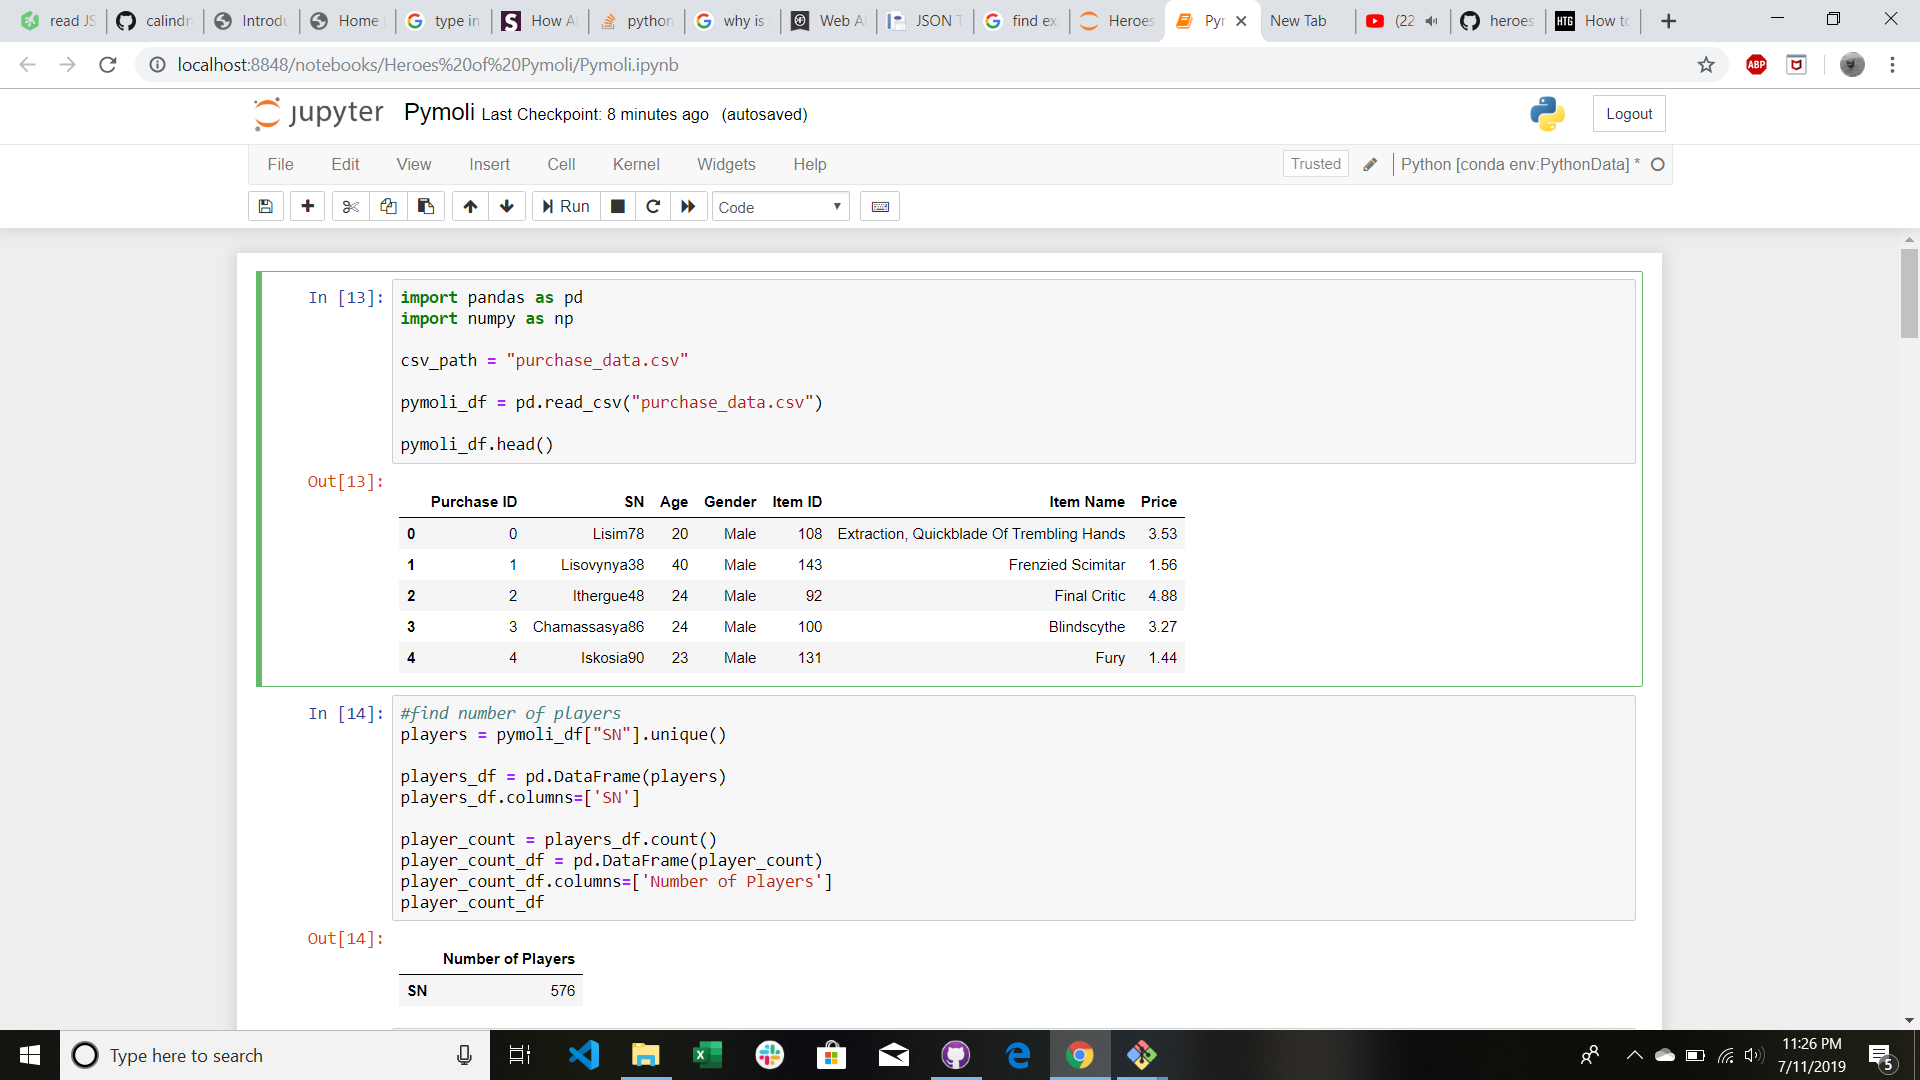 read JS
calindn
Introdu
Home
type in
How Al
python
why is
Web Al
JSON T
find ex
Heroes
Pyr
New Tab
(22
heroes
How to
localhost:8848/notebooks/Heroes%20of%20Pymoli/Pymoli.ipynb
ABP
jupyter Pymoli Last Checkpoint: 8 minutes ago (autosaved)
Logout
File Edit View Insert Cell Kernel Widgets Help
Trusted
Python [conda env:PythonData] *
Run
Code
In [13]:
import pandas as pd
import numpy as np
csv_path = "purchase_data.csv"
pymoli_df = pd.read_csv("purchase_data.csv")
pymoli_df.head()
Out[13]:
Purchase ID SN Age Gender Item ID Item Name Price
0 0 Lisim78 20 Male 108 Extraction, Quickblade Of Trembling Hands 3.53
1 1 Lisovynya38 40 Male 143 Frenzied Scimitar 1.56
2 2 Ithergue48 24 Male 92 Final Critic 4.88
3 3 Chamassasya86 24 Male 100 Blindscythe 3.27
4 4 Iskosia90 23 Male 131 Fury 1.44
In [14]:
#find number of players
players = pymoli_df["SN"].unique()
players_df = pd.DataFrame(players)
players_df.columns=['SN']
player_count = players_df.count()
player_count_df = pd.DataFrame(player_count)
player_count_df.columns=['Number of Players']
player_count_df
Out[14]:
Number of Players
SN 576
Type here to search
11:26 PM
7/11/2019
5